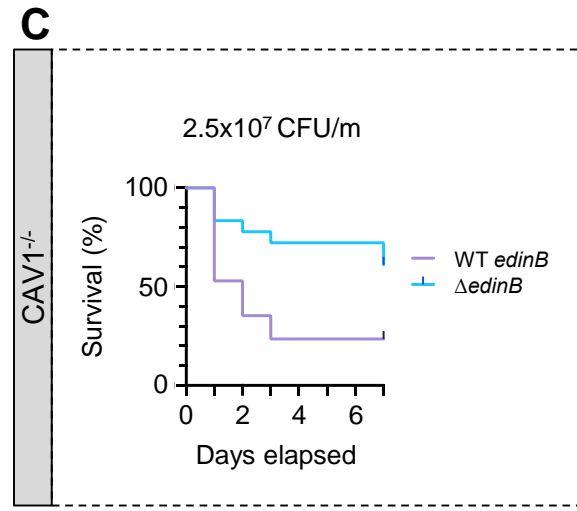 C
CAV1⁻/⁻
2.5x10⁷ CFU/m
Survival (%)
100
50
0
0 2 4 6
Days elapsed
WT edinB
ΔedinB